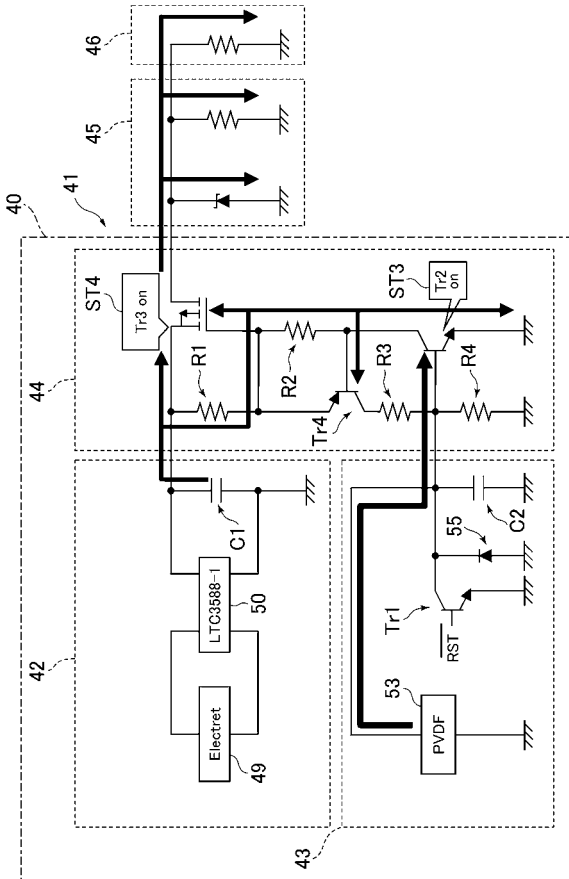 40
41
42
Electret
49
LTC3588-1
50
C1
44
ST4
Tr3 on
R1
R2
Tr4
R3
R4
ST3
Tr2
on
45
46
43
PVDF
53
RST
Tr1
55
C2